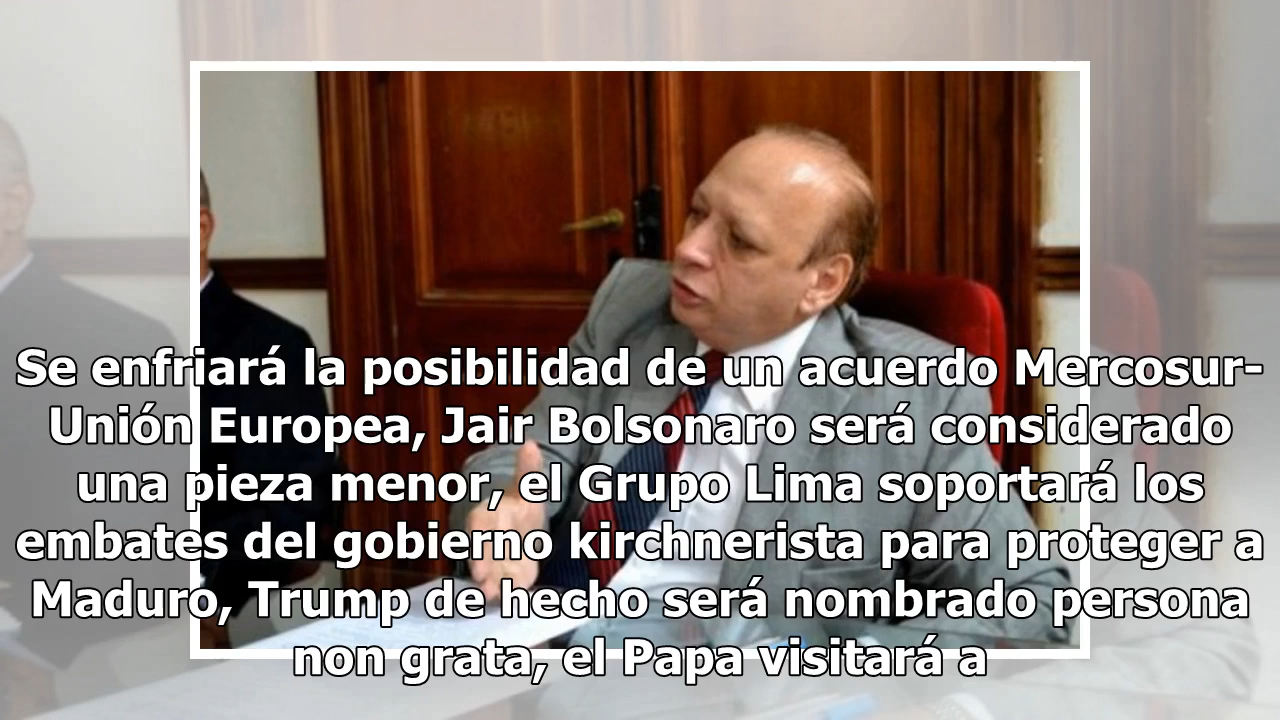 Se enfriará la posibilidad de un acuerdo Mercosur-
Unión Europea, Jair Bolsonaro será considerado
una pieza menor, el Grupo Lima soportará los
embates del gobierno kirchnerista para proteger a
Maduro, Trump de hecho será nombrado persona
non grata, el Papa visitará a